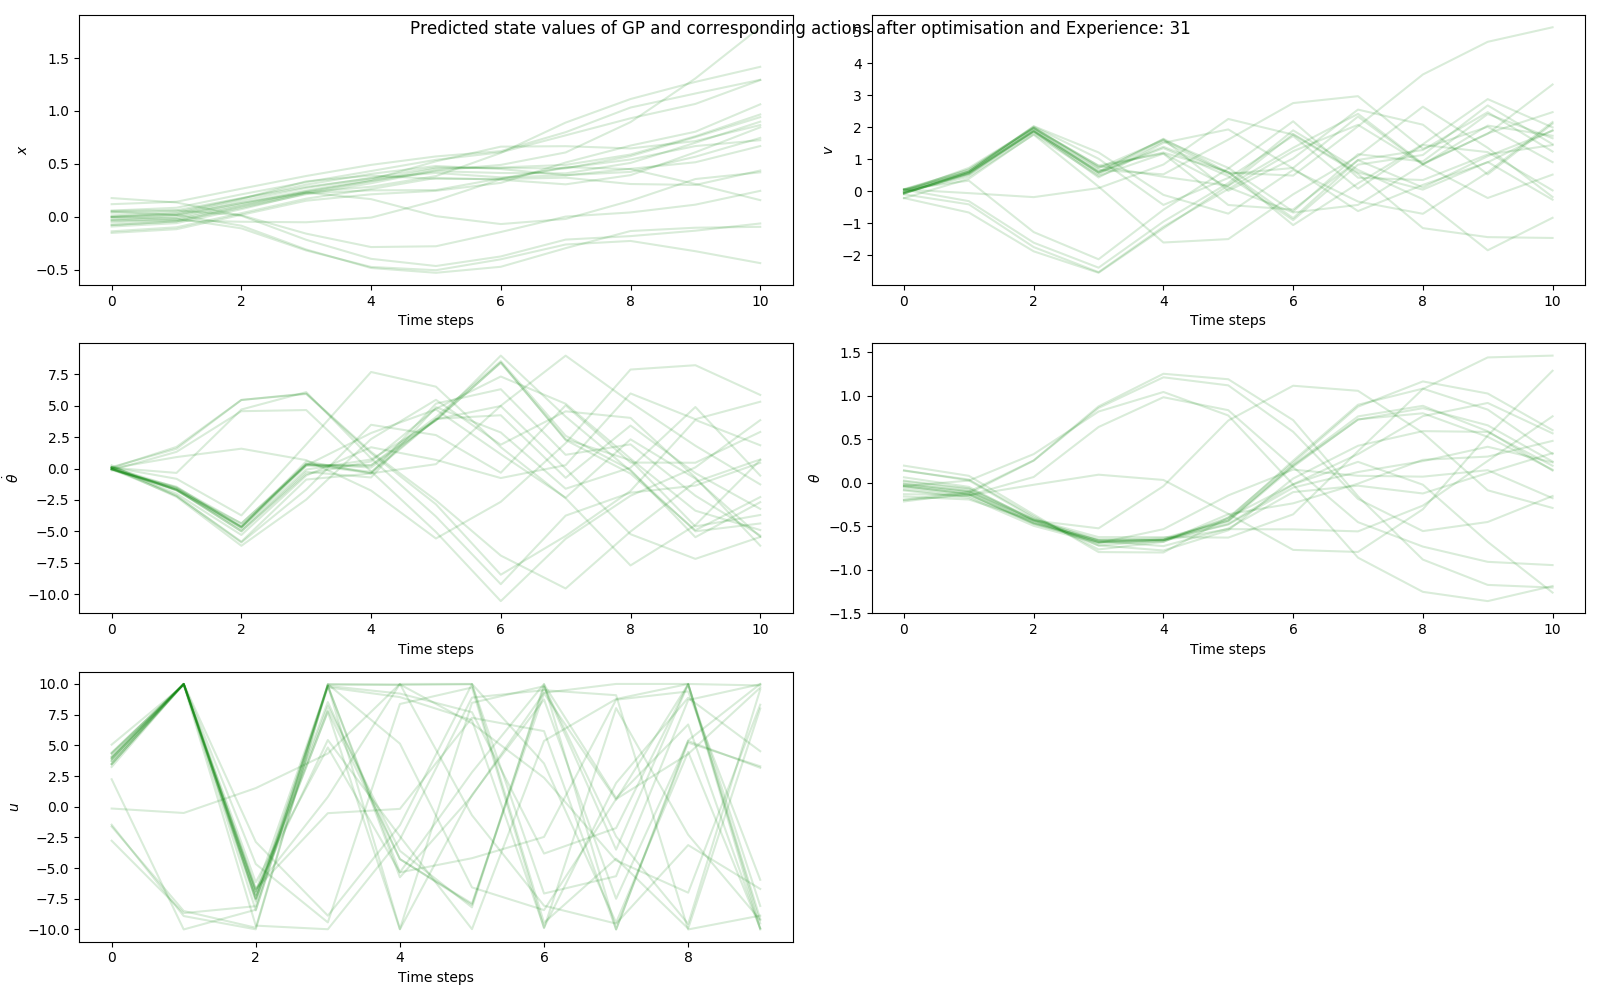 Predicted state values of GP and corresponding actions after optimisation and Experience: 31
1.5
1.0
0.5
0.0
−0.5
x
0 2 4 6 8 10
Time steps
5
4
3
2
1
0
−1
−2
v
0 2 4 6 8 10
Time steps
7.5
5.0
2.5
0.0
−2.5
−5.0
−7.5
−10.0
θ̇
0 2 4 6 8 10
Time steps
1.5
1.0
0.5
0.0
−0.5
−1.0
−1.5
θ
0 2 4 6 8 10
Time steps
10.0
7.5
5.0
2.5
0.0
−2.5
−5.0
−7.5
−10.0
u
0 2 4 6 8
Time steps